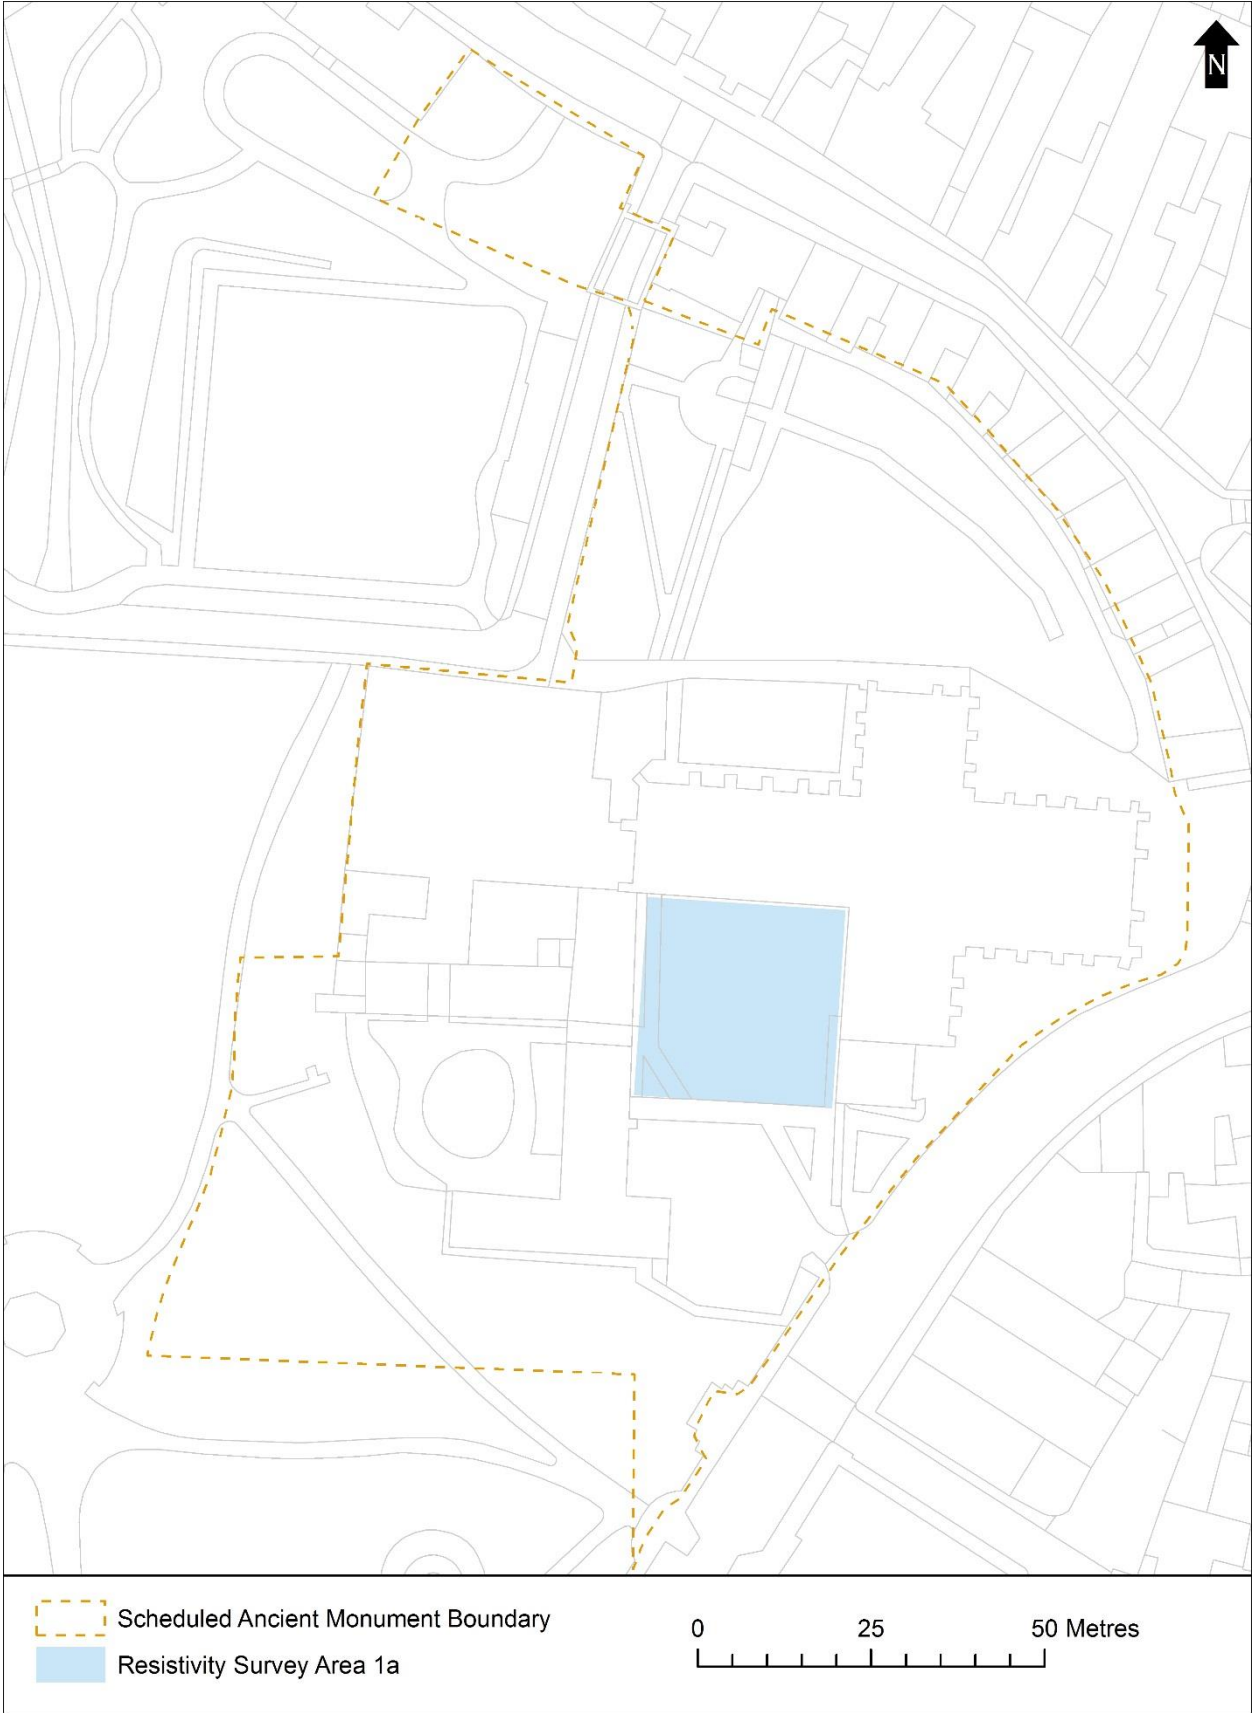 N
Scheduled Ancient Monument Boundary
Resistivity Survey Area 1a
0 25 50 Metres